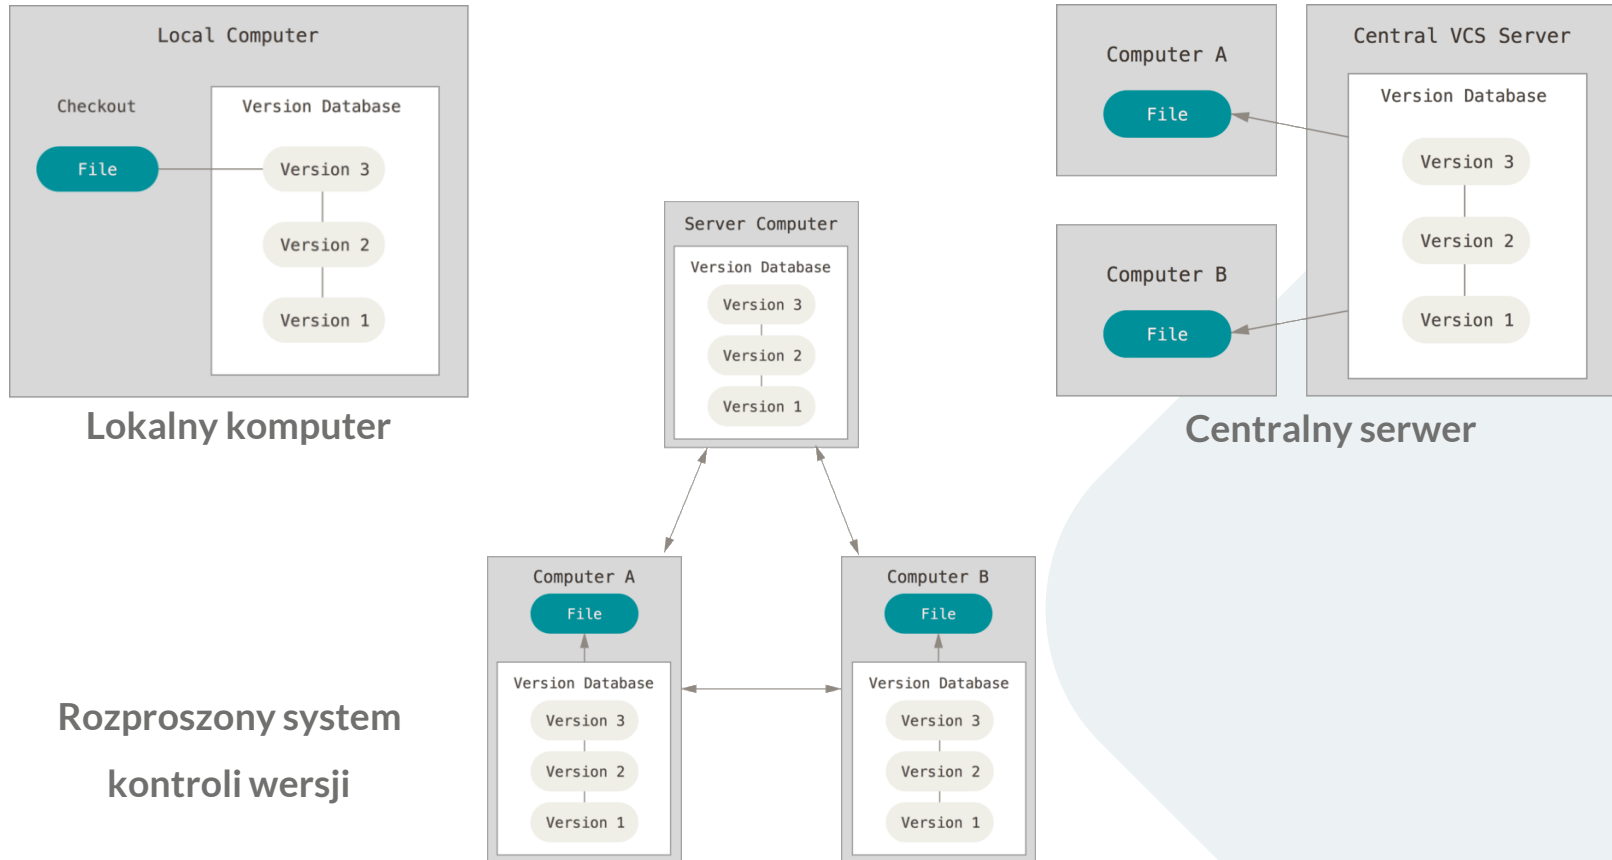 Local Computer
Checkout
Version Database
File
Version 3
Version 2
Version 1
Lokalny komputer
Server Computer
Version Database
Version 3
Version 2
Version 1
Computer A
File
Computer B
File
Central VCS Server
Version Database
Version 3
Version 2
Version 1
Centralny serwer
Rozproszony system
kontroli wersji
Computer A
File
Version Database
Version 3
Version 2
Version 1
Computer B
File
Version Database
Version 3
Version 2
Version 1